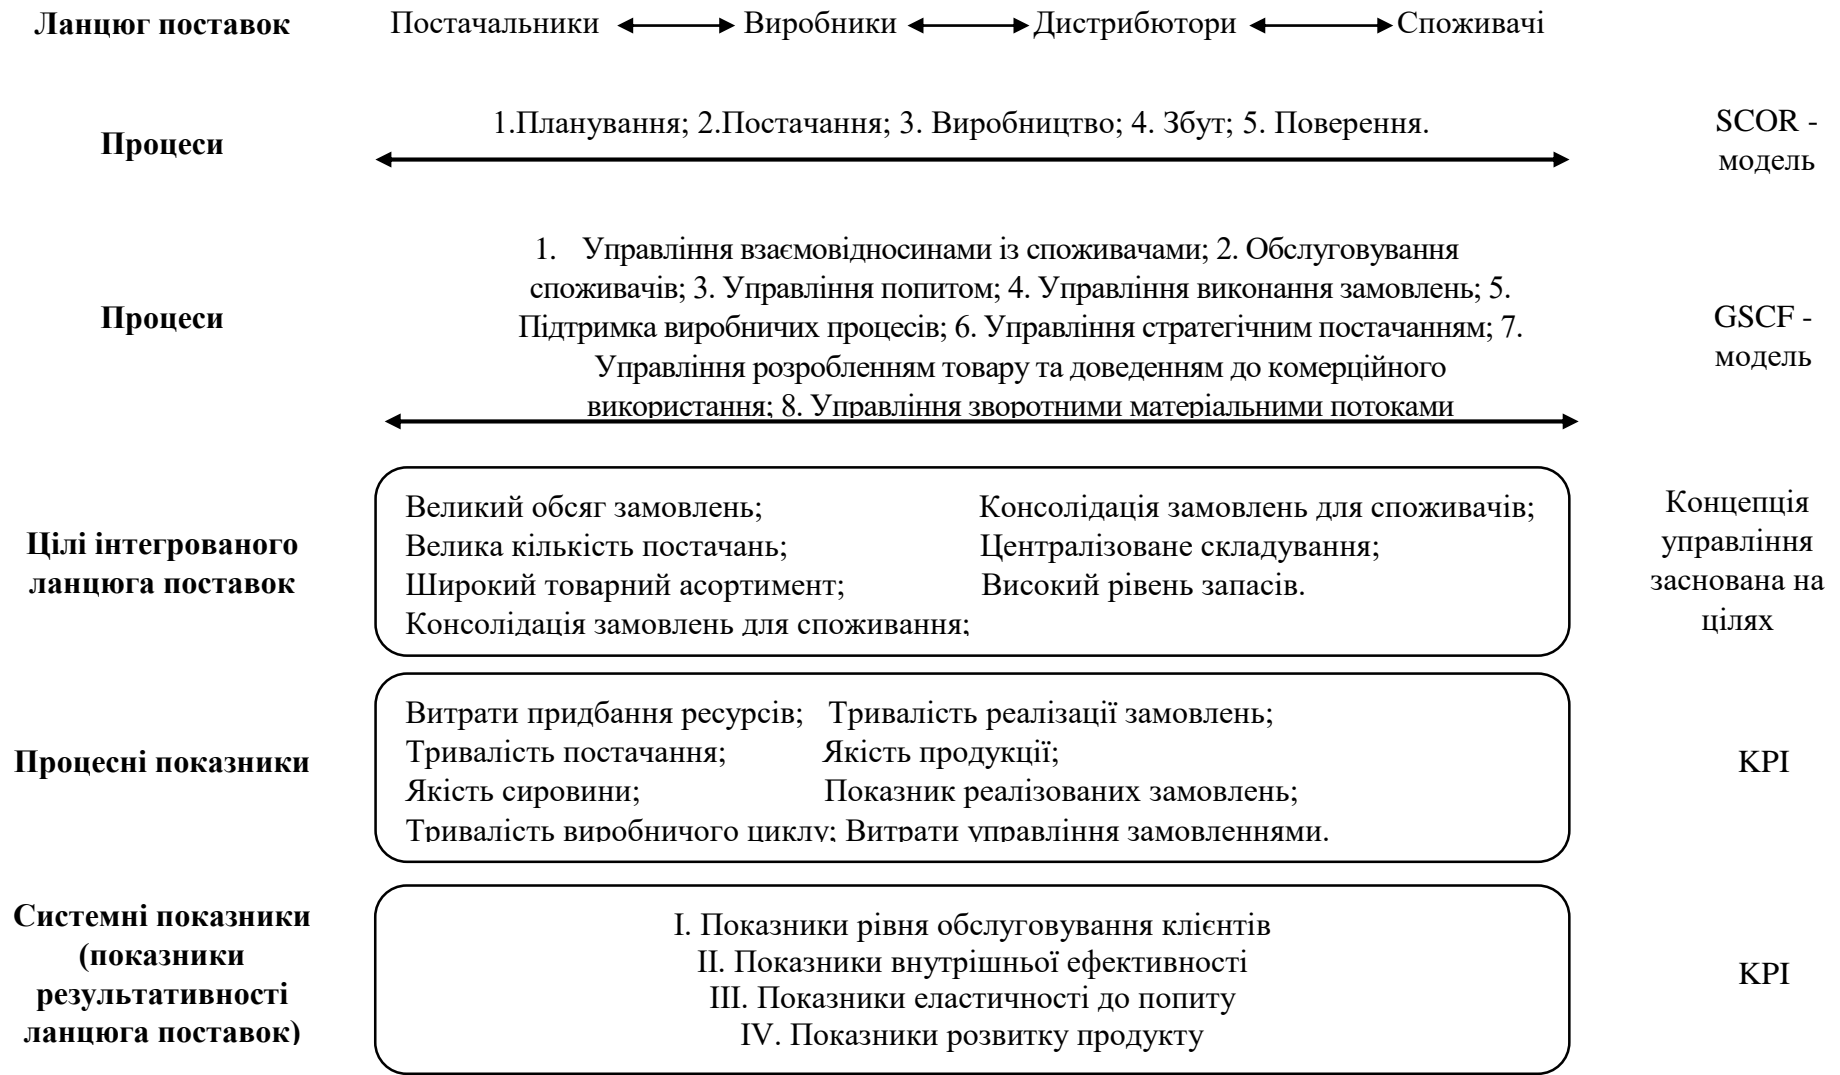 Ланцюг поставок
Постачальники
Виробники
Дистрибютори
Споживачі
Процеси
1.Планування; 2.Постачання; 3. Виробництво; 4. Збут; 5. Поверення.
SCOR -
модель
Процеси
1. Управління взаємовідносинами із споживачами; 2. Обслуговування
споживачів; 3. Управління попитом; 4. Управління виконання замовлень; 5.
Підтримка виробничих процесів; 6. Управління стратегічним постачанням; 7.
Управління розробленням товару та доведенням до комерційного
використання; 8. Управління зворотними матеріальними потоками
GSCF -
модель
Цілі інтегрованого
ланцюга поставок
Великий обсяг замовлень; Консолідація замовлень для споживачів;
Велика кількість постачань; Централізоване складування;
Широкий товарний асортимент; Високий рівень запасів.
Консолідація замовлень для споживання;
Концепція
управління
заснована на
цілях
Процесні показники
Витрати придбання ресурсів; Тривалість реалізації замовлень;
Тривалість постачання; Якість продукції;
Якість сировини; Показник реалізованих замовлень;
Тривалість виробничого циклу; Витрати управління замовленнями.
KPI
Системні показники
(показники
результативності
ланцюга поставок)
I. Показники рівня обслуговування клієнтів
II. Показники внутрішньої ефективності
III. Показники еластичності до попиту
IV. Показники розвитку продукту
KPI